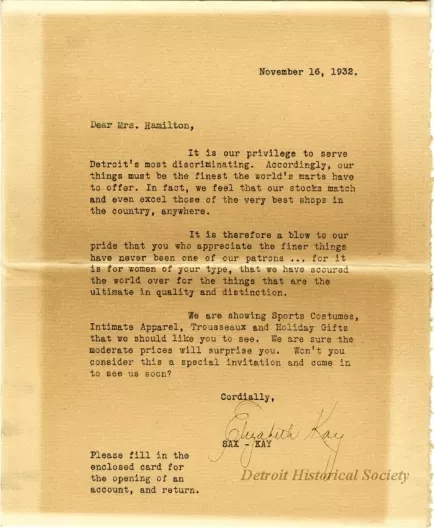 November 16, 1932.
Dear Mrs. Hamilton,
It is our privilege to serve
Detroit's most discriminating. Accordingly, our
things must be the finest the world's marts have
to offer. In fact, we feel that our stocks match
and even excel those of the very best shops in
the country, anywhere.
It is therefore a blow to our
pride that you who appreciate the finer things
have never been one of our patrons ... for it
is for women of your type, that we have scoured
the world over for the things that are the
ultimate in quality and distinction.
We are showing Sports Costumes,
Intimate Apparel, Trousseaux and Holiday Gifts
that we should like you to see. We are sure the
moderate prices will surprise you. Won't you
consider this a special invitation and come in
to see us soon?
Cordially,
Elizabeth Kay
SAX - KAY
Please fill in the
enclosed card for
the opening of an
account, and return.
Detroit Historical Society